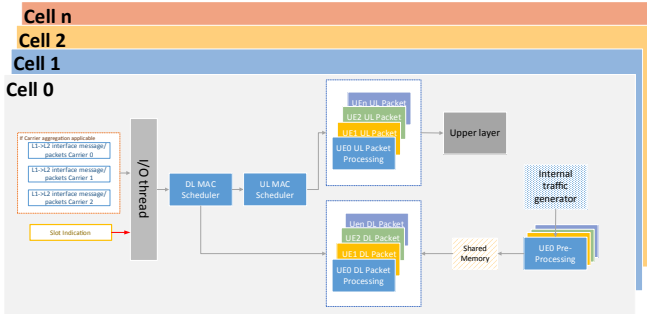 Cell n
Cell 2
Cell 1
Cell 0
If Carrier aggregation applicable
L1->L2 interface message/
packets Carrier 0
L1->L2 interface message/
packets Carrier 1
L1->L2 interface message/
packets Carrier 2
Slot Indication
I/O thread
DL MAC
Scheduler
UL MAC
Scheduler
UEn UL Packet
UE2 UL Packet
UE1 UL Packet
UE0 UL Packet
Processing
Upper layer
Internal
traffic
generator
Uen DL Packet
UE2 DL Packet
UE1 DL Packet
UE0 DL Packet
Processing
Shared
Memory
UE0 Pre-
Processing